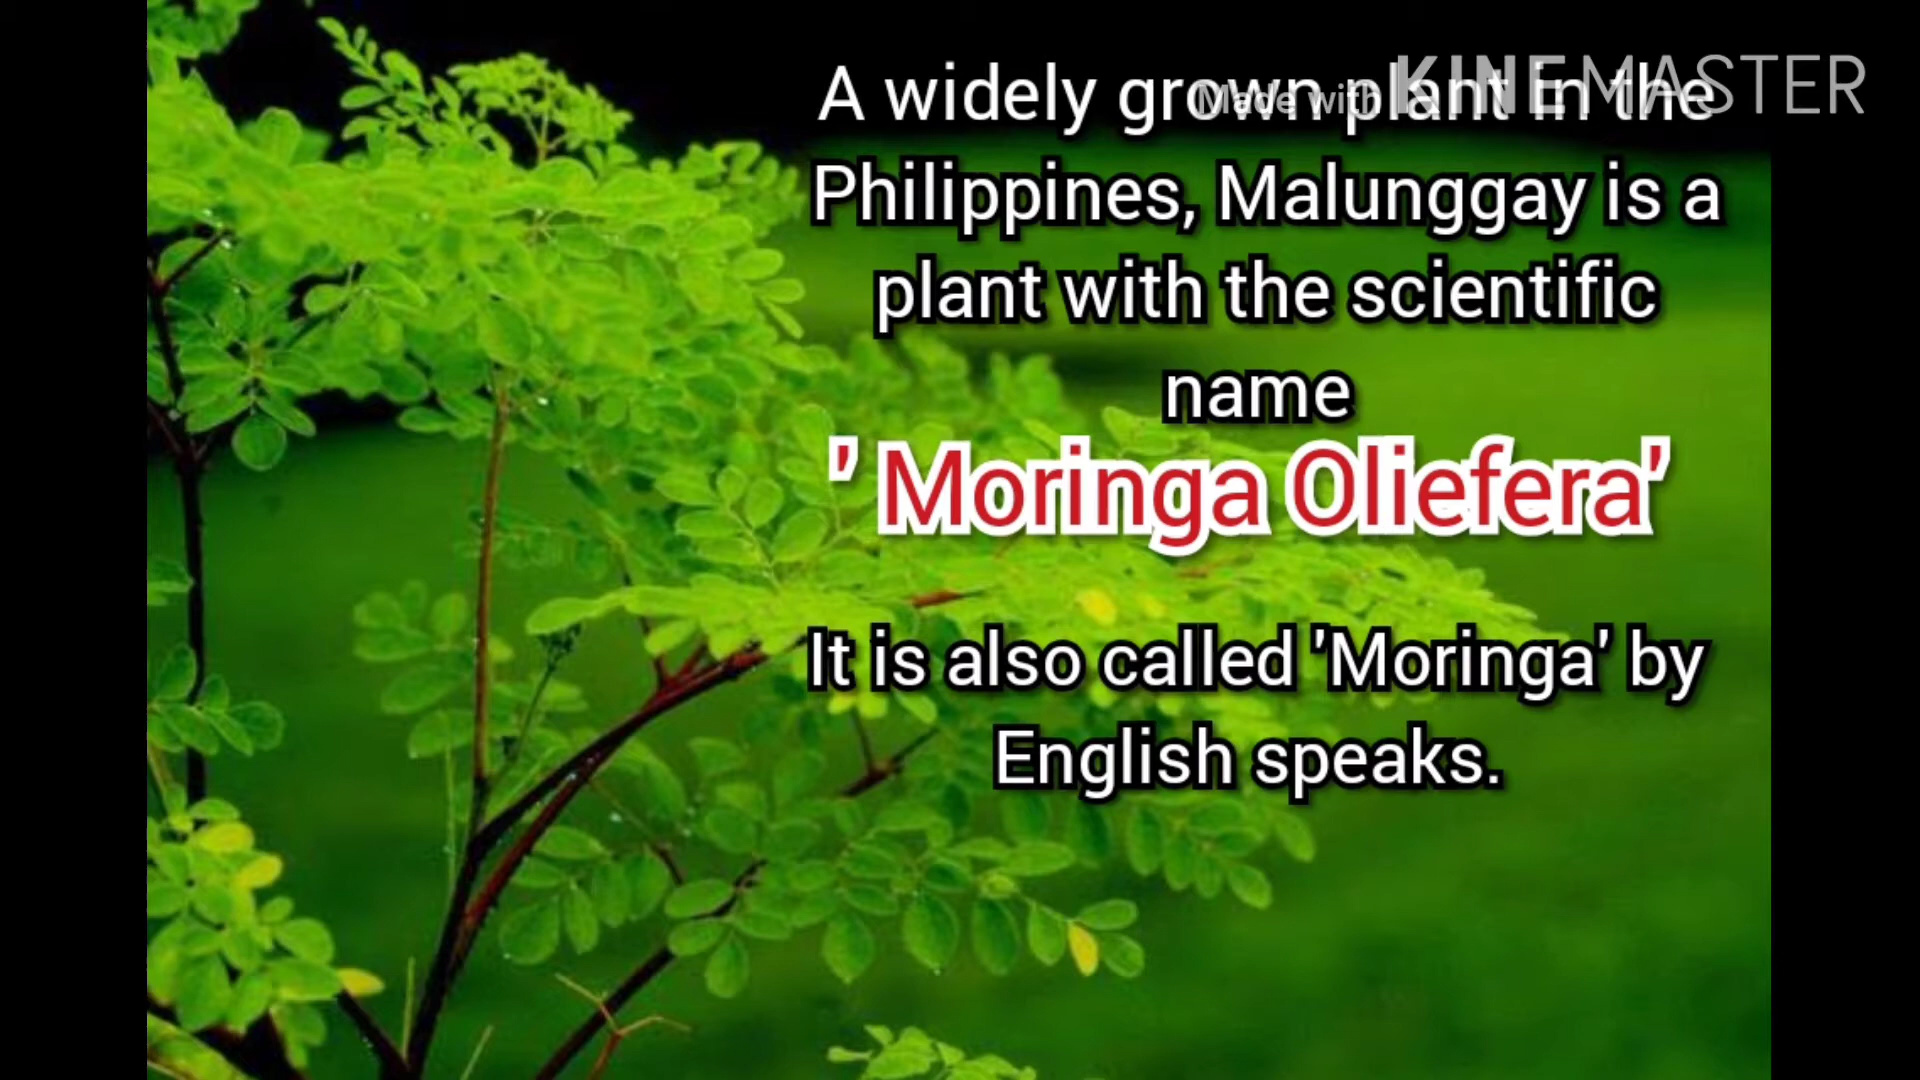 A widely grown plant in the
Made with KINEMASTER
Philippines, Malunggay is a
plant with the scientific
name
' Moringa Oliefera'
It is also called 'Moringa' by
English speaks.